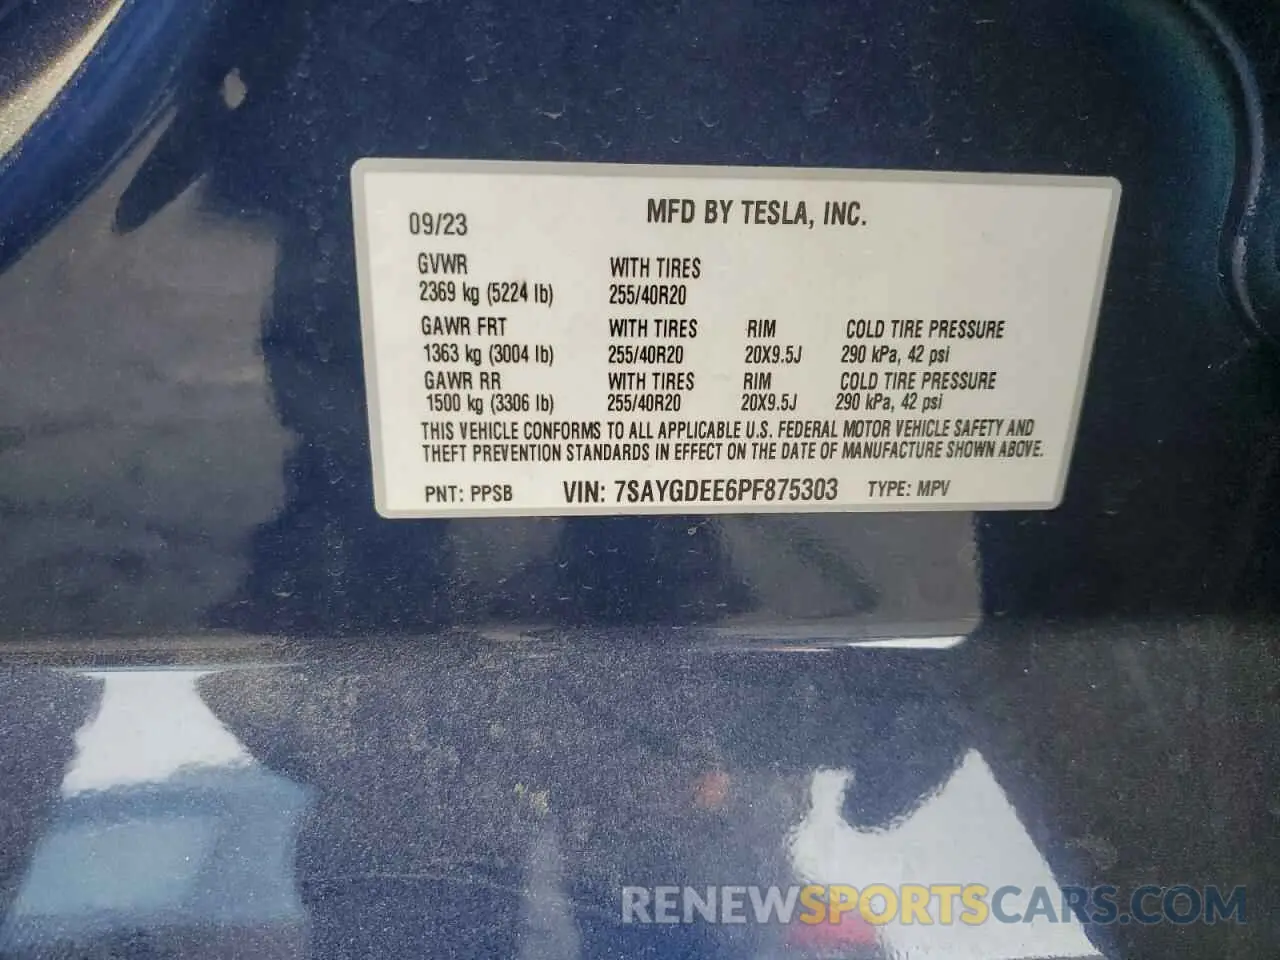 09/23 MFD BY TESLA, INC.
GVWR WITH TIRES
2369 kg (5224 lb) 255/40R20
GAWR FRT WITH TIRES RIM COLD TIRE PRESSURE
1363 kg (3004 lb) 255/40R20 20X9.5J 290 kPa, 42 psi
GAWR RR WITH TIRES RIM COLD TIRE PRESSURE
1500 kg (3306 lb) 255/40R20 20X9.5J 290 kPa, 42 psi
THIS VEHICLE CONFORMS TO ALL APPLICABLE U.S. FEDERAL MOTOR VEHICLE SAFETY AND
THEFT PREVENTION STANDARDS IN EFFECT ON THE DATE OF MANUFACTURE SHOWN ABOVE.
PNT: PPSB VIN: 7SAYGDEE6PF875303 TYPE: MPV
RENEWSPORTSCARS.COM